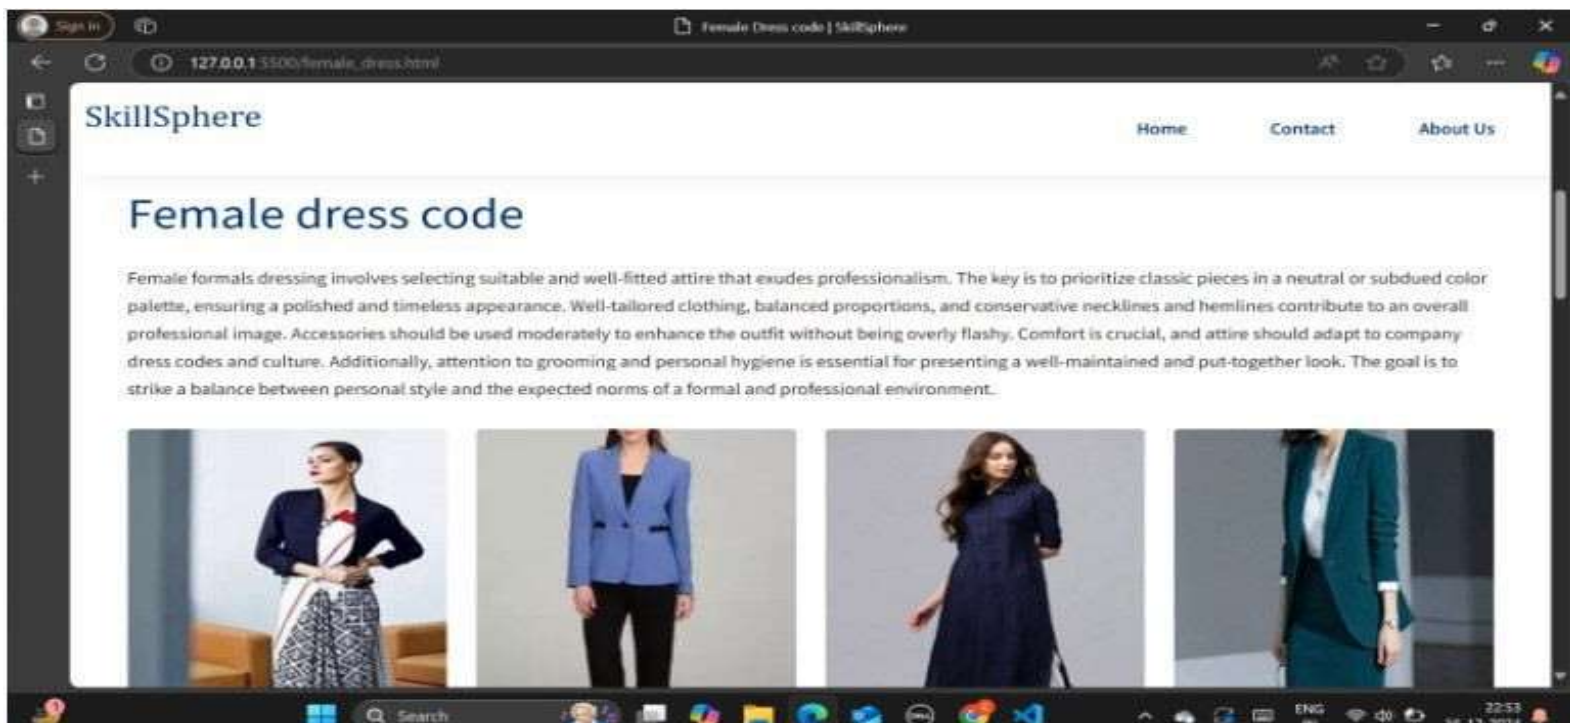 Sign in
Female Dress code | SkillSphere
127.0.0.1:5500/female_dress.html
SkillSphere
Home Contact About Us
Female dress code
Female formals dressing involves selecting suitable and well-fitted attire that exudes professionalism. The key is to prioritize classic pieces in a neutral or subdued color
palette, ensuring a polished and timeless appearance. Well-tailored clothing, balanced proportions, and conservative necklines and hemlines contribute to an overall
professional image. Accessories should be used moderately to enhance the outfit without being overly flashy. Comfort is crucial, and attire should adapt to company
dress codes and culture. Additionally, attention to grooming and personal hygiene is essential for presenting a well-maintained and put-together look. The goal is to
strike a balance between personal style and the expected norms of a formal and professional environment.
Search
ENG
22:53